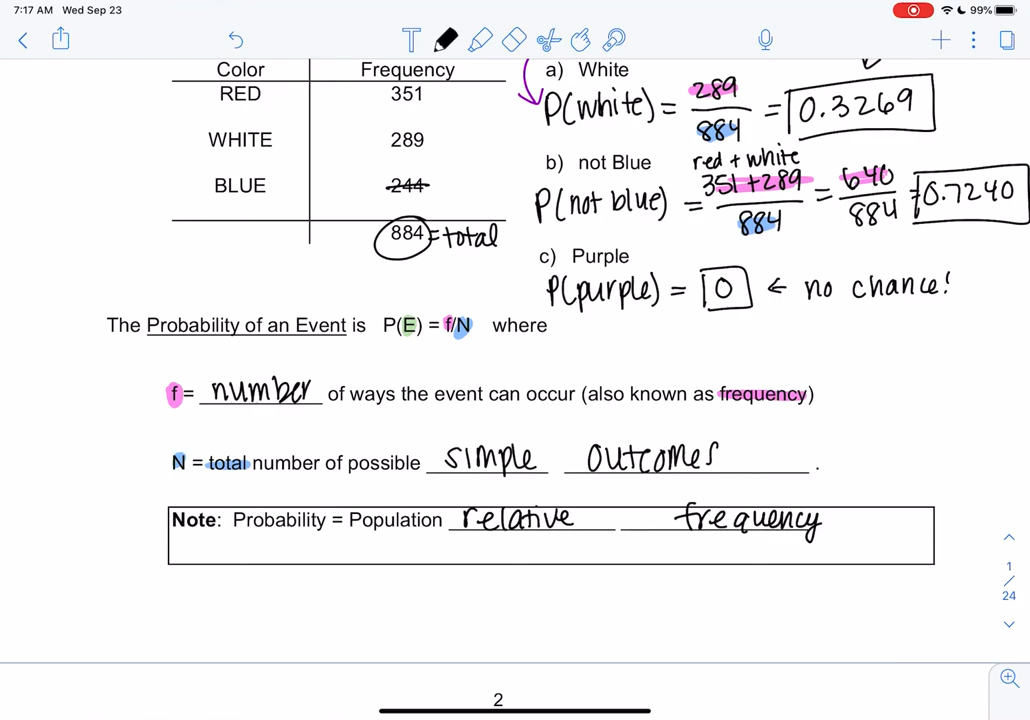 7:17 AM Wed Sep 23
99%
T
Color Frequency
RED 351
WHITE 289
BLUE 244
884 = total
a) White
P(white) = 289/884 = 0.3269
b) not Blue
red + white
P(not blue) = 351+289/884 = 640/884 = 0.7240
c) Purple
P(purple) = 0 ← no chance!
The Probability of an Event is P(E) = f/N where
f = number of ways the event can occur (also known as frequency)
N = total number of possible simple outcomes.
Note: Probability = Population relative frequency
1
/
24
2